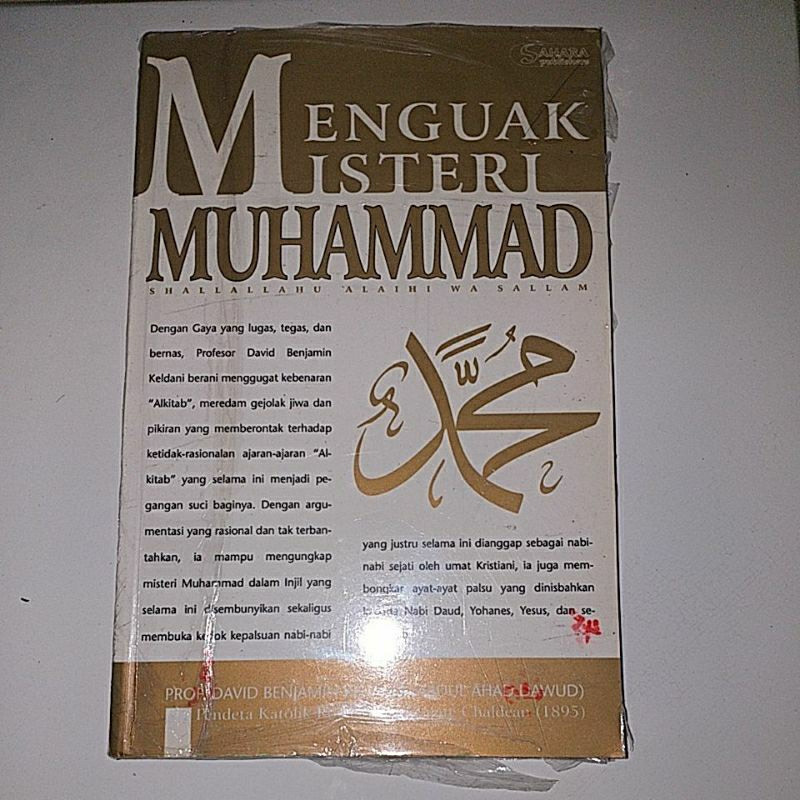 SAHARA
publishers
MENGUAK
MISTERI
MUHAMMAD
SHALLALLAHU 'ALAIHI WA SALLAM
Dengan Gaya yang lugas, tegas, dan
bernas, Profesor David Benjamin
Keldani berani menggugat kebenaran
"Alkitab", meredam gejolak jiwa dan
pikiran yang memberontak terhadap
ketidak-rasionalan ajaran-ajaran "Al-
kitab" yang selama ini menjadi pe-
gangan suci baginya. Dengan argu-
mentasi yang rasional dan tak terban-
tahkan, ia mampu mengungkap
misteri Muhammad dalam Injil yang
selama ini disembunyikan sekaligus
membuka kedok kepalsuan nabi-nabi
محمد
yang justru selama ini dianggap sebagai nabi-
nabi sejati oleh umat Kristiani, ia juga mem-
bongkar ayat-ayat palsu yang dinisbahkan
kepada Nabi Daud, Yohanes, Yesus, dan se-
PROF. DAVID BENJAMIN ABDUL AHAD DAWUD)
Pendeta Katolik Chaldean (1895)